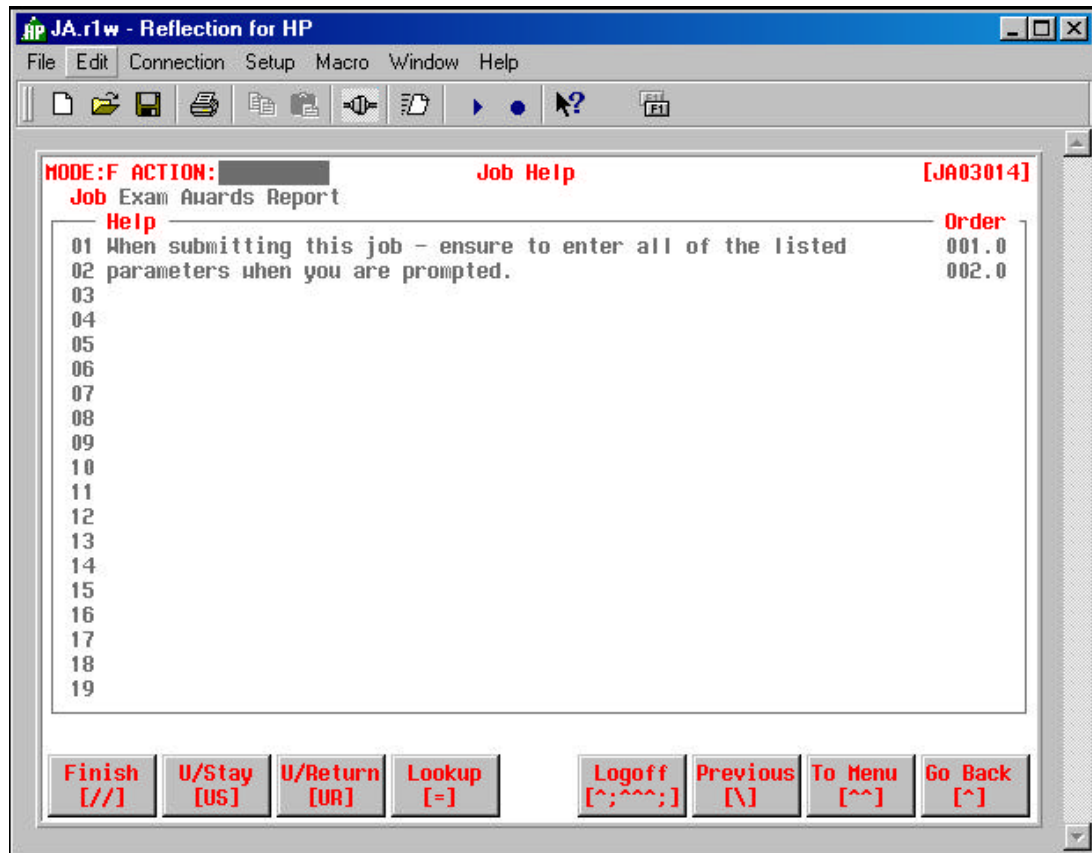 JA.r1w - Reflection for HP
File Edit Connection Setup Macro Window Help
MODE:F ACTION: Job Help [JA03014]
Job Exam Awards Report
Help Order
01 When submitting this job - ensure to enter all of the listed 001.0
02 parameters when you are prompted. 002.0
03
04
05
06
07
08
09
10
11
12
13
14
15
16
17
18
19
Finish U/Stay U/Return Lookup Logoff Previous To Menu Go Back
[//] [US] [UR] [=] [^;^^^;] [\] [^^] [^]